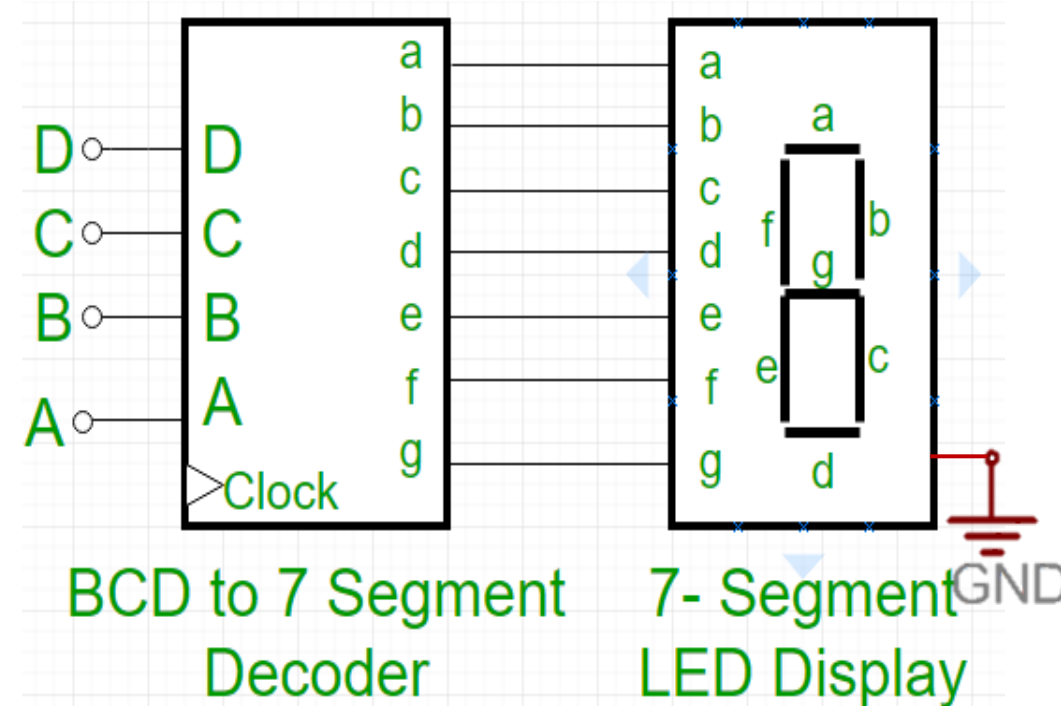 D
C
B
A
D
C
B
A
Clock
a
b
c
d
e
f
g
a
b
c
d
e
f
g
a
f
b
g
e
c
d
GND
BCD to 7 Segment
Decoder
7- Segment
LED Display